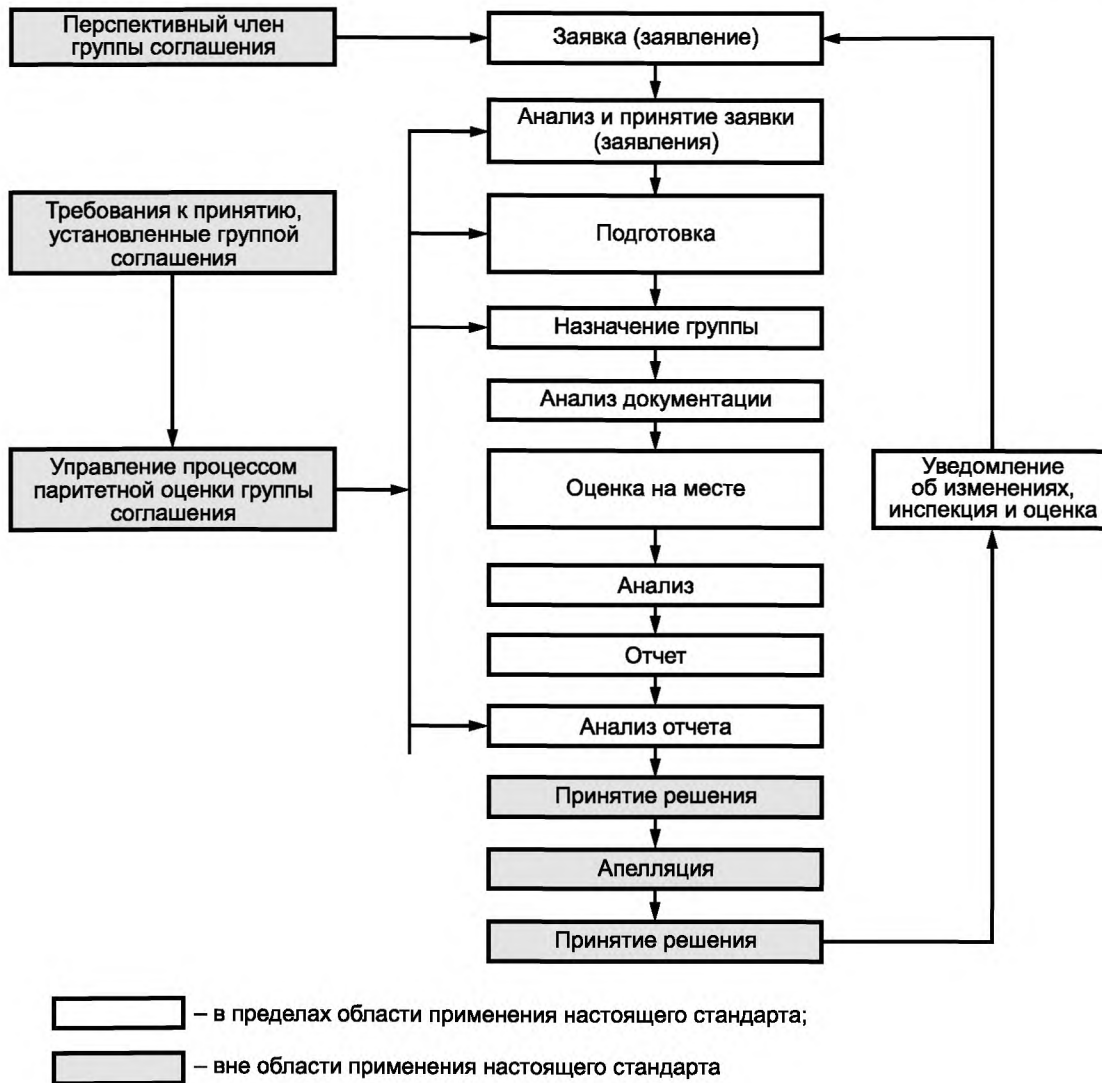 Перспективный член
группы соглашения
Заявка (заявление)
Анализ и принятие заявки
(заявления)
Требования к принятию,
установленные группой
соглашения
Подготовка
Назначение группы
Анализ документации
Управление процессом
паритетной оценки группы
соглашения
Оценка на месте
Уведомление
об изменениях,
инспекция и оценка
Анализ
Отчет
Анализ отчета
Принятие решения
Апелляция
Принятие решения
– в пределах области применения настоящего стандарта;
– вне области применения настоящего стандарта